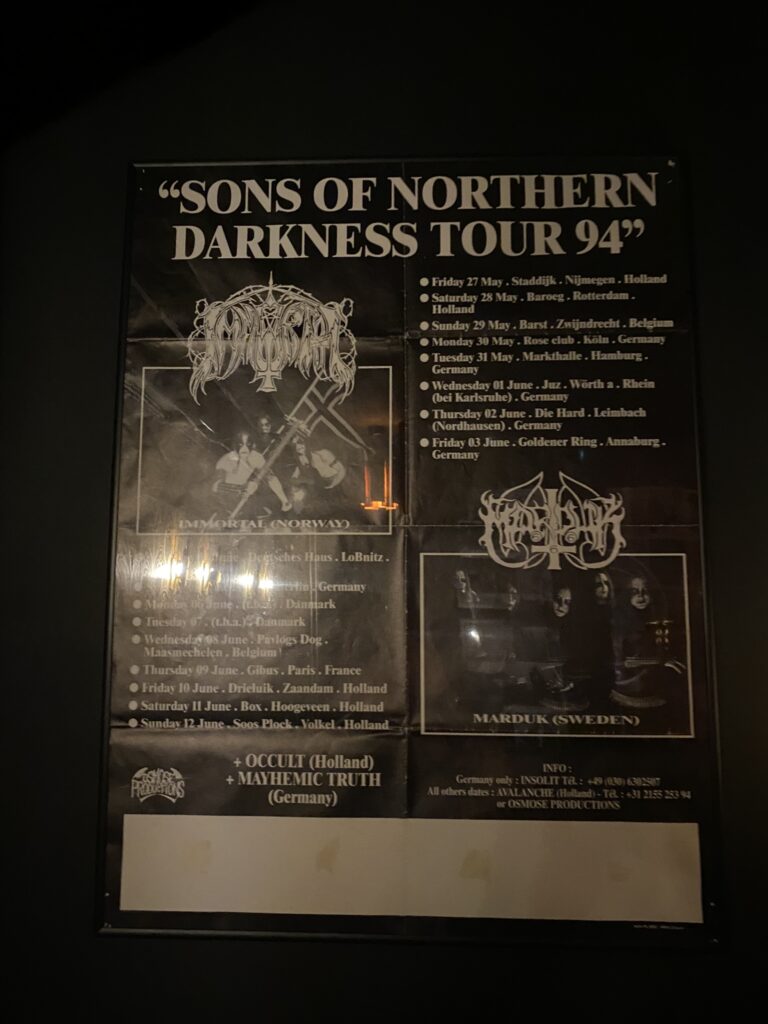 “SONS OF NORTHERN
DARKNESS TOUR 94”
● Friday 27 May . Staddijk . Nijmegen . Holland
● Saturday 28 May . Baroeg . Rotterdam .
Holland
● Sunday 29 May . Barst . Zwijndrecht . Belgium
● Monday 30 May . Rose club . Köln . Germany
● Tuesday 31 May . Markthalle . Hamburg .
Germany
● Wednesday 01 June . Juz . Wörth a . Rhein
(bei Karlsruhe) . Germany
● Thursday 02 June . Die Hard . Leimbach
(Nordhausen) . Germany
● Friday 03 June . Goldener Ring . Annaburg .
Germany
IMMORTAL
IMMORTAL (NORWAY)
June . Deutsches Haus . LoBnitz .
Germany
● Monday 06 June . (t.b.a.) . Danmark
● Tuesday 07 . (t.b.a.) . Danmark
● Wednesday 08 June . Pavlogs Dog .
Maasmechelen . Belgium
● Thursday 09 June . Gibus . Paris . France
● Friday 10 June . Drieluik . Zaandam . Holland
● Saturday 11 June . Box . Hoogeveen . Holland
● Sunday 12 June . Soos Plock . Volkel . Holland
MARDUK
MARDUK (SWEDEN)
OSMOSE
PRODUCTIONS
+ OCCULT (Holland)
+ MAYHEMIC TRUTH
(Germany)
INFO :
Germany only : INSOLIT Tél. : +49 (030) 6302507
All others dates : AVALANCHE (Holland) - Tél. : +31 2155 253 94
or OSMOSE PRODUCTIONS